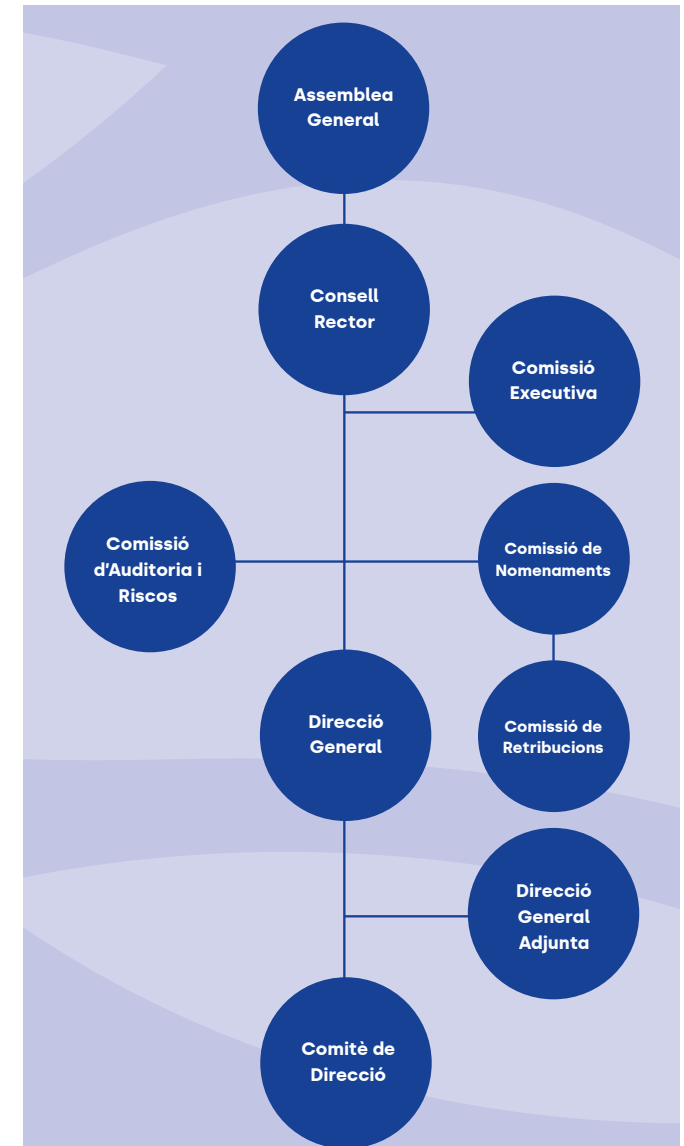 Assemblea
General
Consell
Rector
Comissió
Executiva
Comissió
d'Auditoria i
Riscos
Comissió de
Nomenaments
Direcció
General
Comissió de
Retribucions
Direcció
General
Adjunta
Comitè de
Direcció